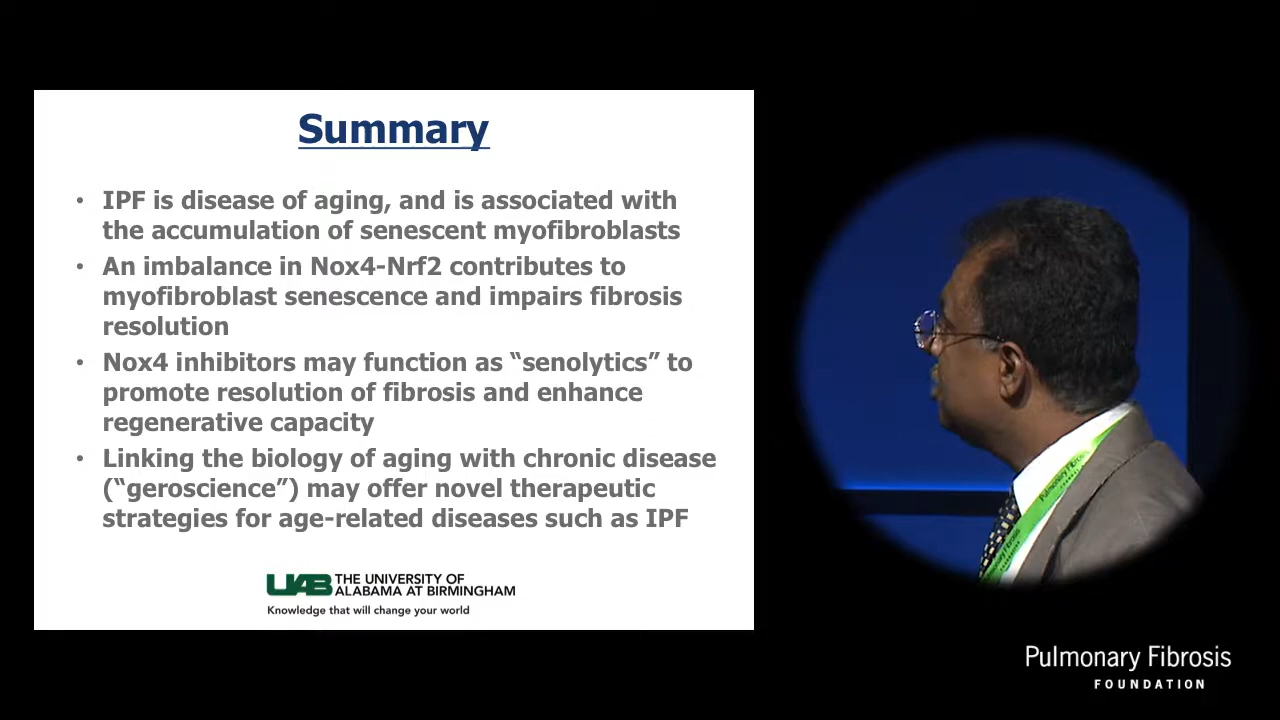 Summary
• IPF is disease of aging, and is associated with
the accumulation of senescent myofibroblasts
• An imbalance in Nox4-Nrf2 contributes to
myofibroblast senescence and impairs fibrosis
resolution
• Nox4 inhibitors may function as “senolytics” to
promote resolution of fibrosis and enhance
regenerative capacity
• Linking the biology of aging with chronic disease
(“geroscience”) may offer novel therapeutic
strategies for age-related diseases such as IPF
UAB THE UNIVERSITY OF
ALABAMA AT BIRMINGHAM
Knowledge that will change your world
Pulmonary Fibrosis
Pulmonary Fibrosis
FOUNDATION